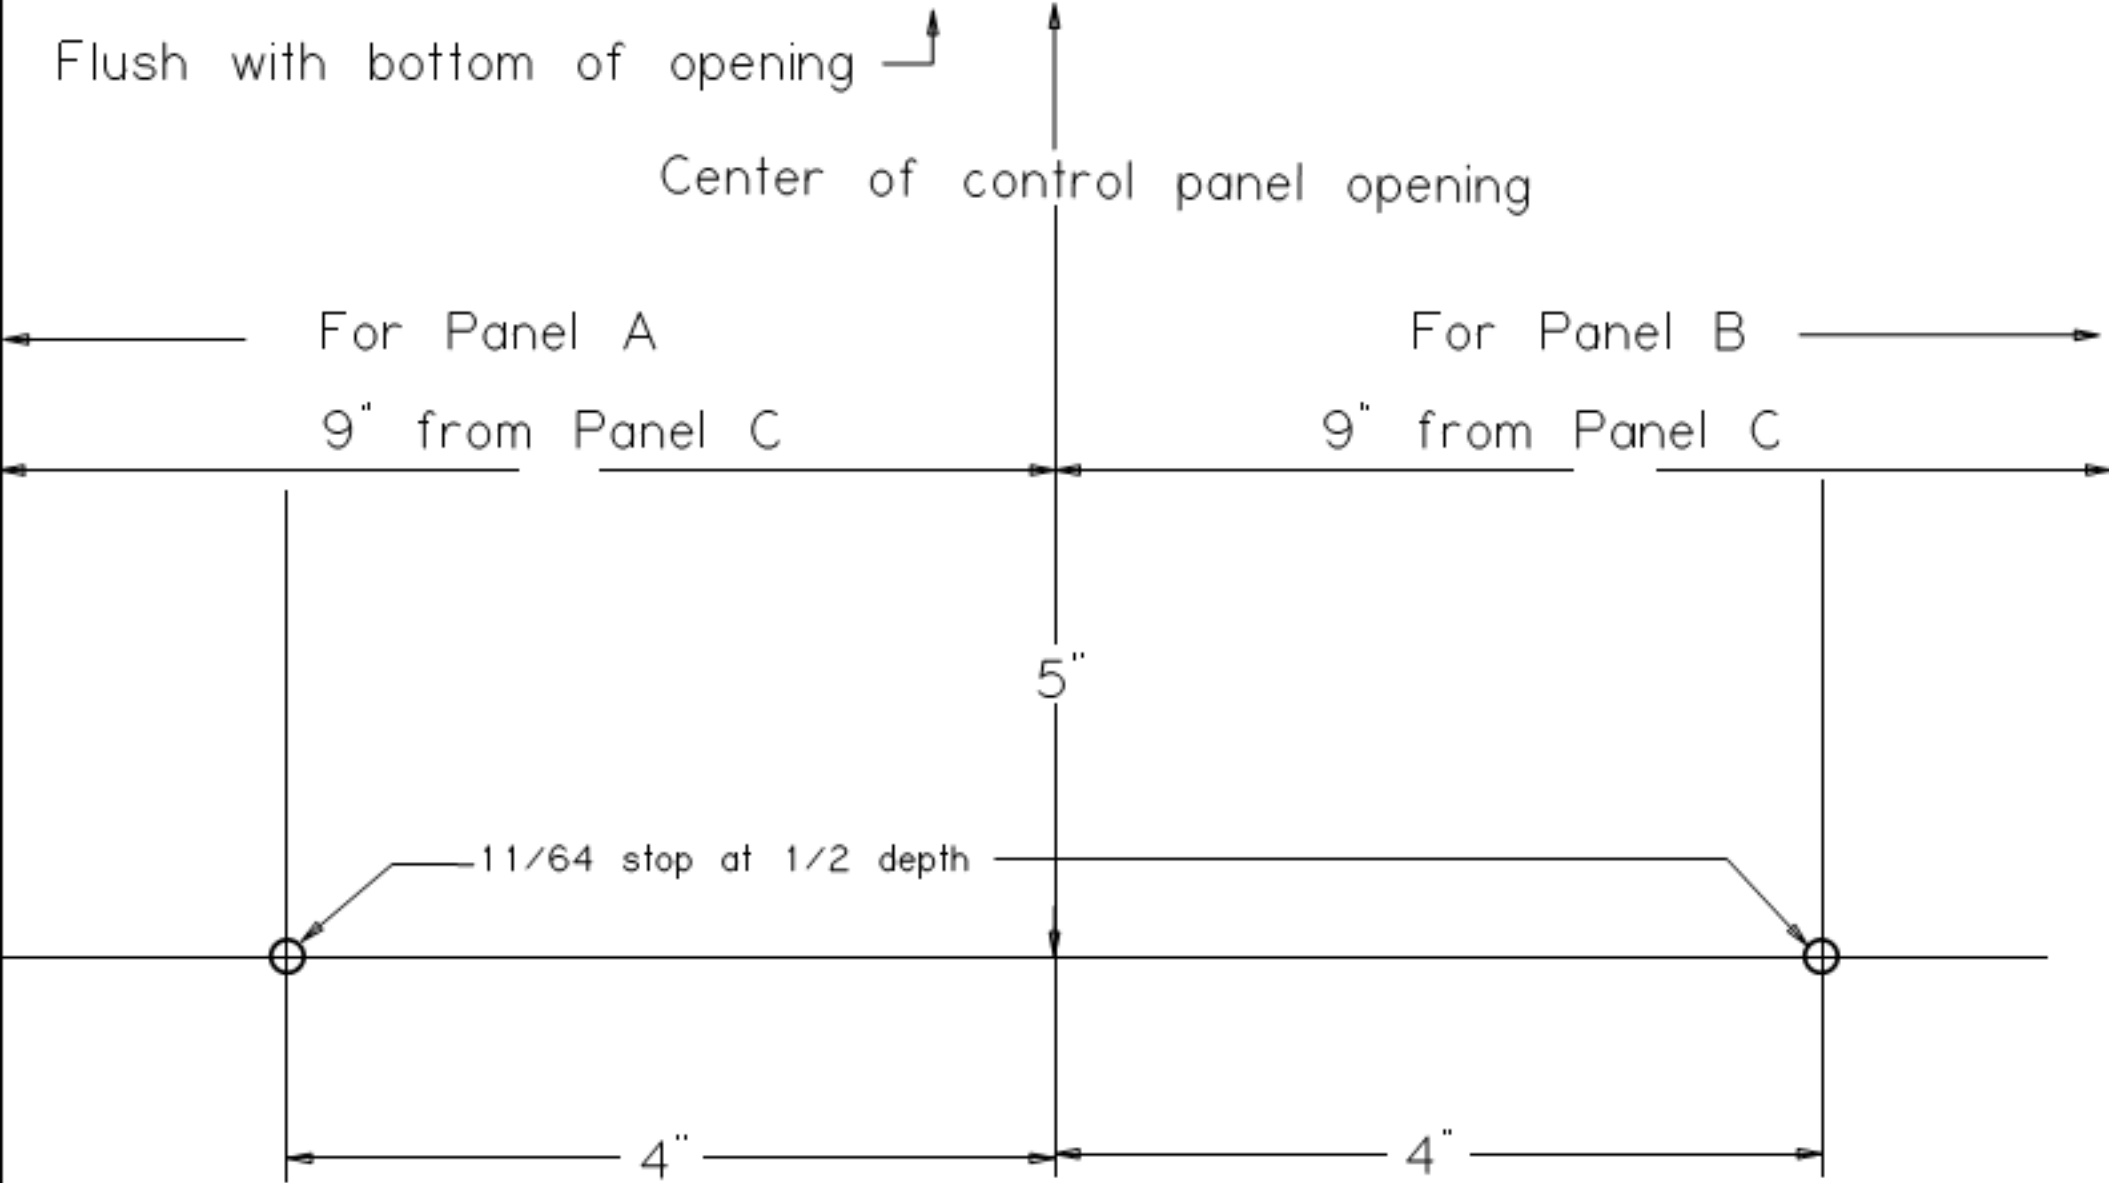 Flush with bottom of opening
Center of control panel opening
For Panel A
For Panel B
9" from Panel C
9" from Panel C
5"
11/64 stop at 1/2 depth
4"
4"